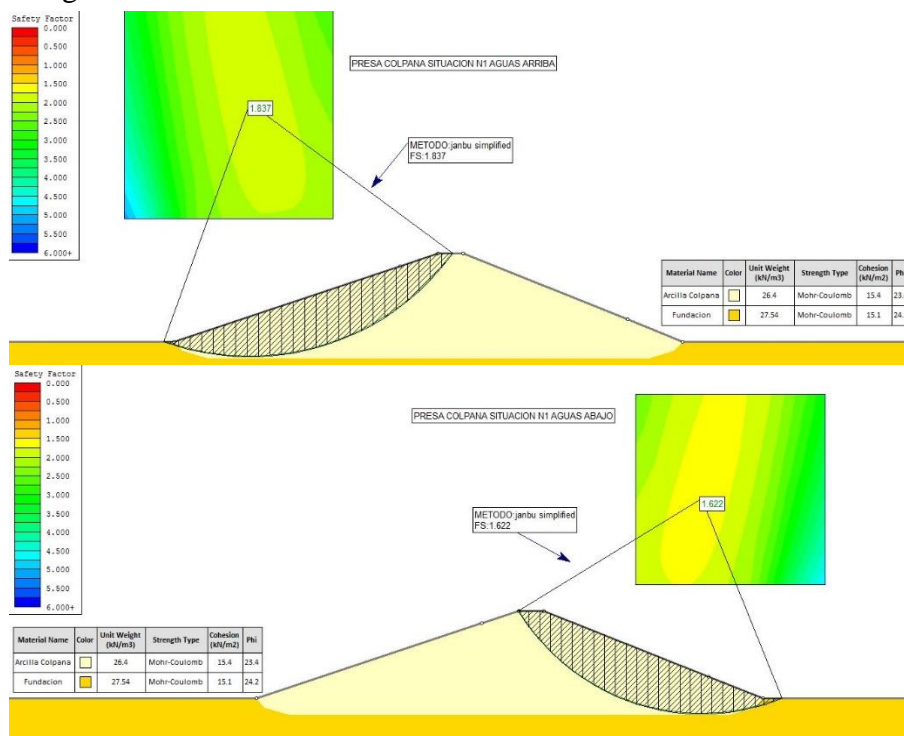 Safety Factor
0.000
0.500
1.000
1.500
2.000
2.500
3.000
3.500
4.000
4.500
5.000
5.500
6.000+
1.837
PRESA COLPANA SITUACION N1 AGUAS ARRIBA
METODO:janbu simplified
FS:1.837
Material Name Color Unit Weight (kN/m3) Strength Type Cohesion (kN/m2) Ph
Arcilla Colpana 26.4 Mohr-Coulomb 15.4 23.
Fundacion 27.54 Mohr-Coulomb 15.1 24.
Safety Factor
0.000
0.500
1.000
1.500
2.000
2.500
3.000
3.500
4.000
4.500
5.000
5.500
6.000+
PRESA COLPANA SITUACION N1 AGUAS ABAJO
1.622
METODO:janbu simplified
FS:1.622
Material Name Color Unit Weight (kN/m3) Strength Type Cohesion (kN/m2) Phi
Arcilla Colpana 26.4 Mohr-Coulomb 15.4 23.4
Fundacion 27.54 Mohr-Coulomb 15.1 24.2